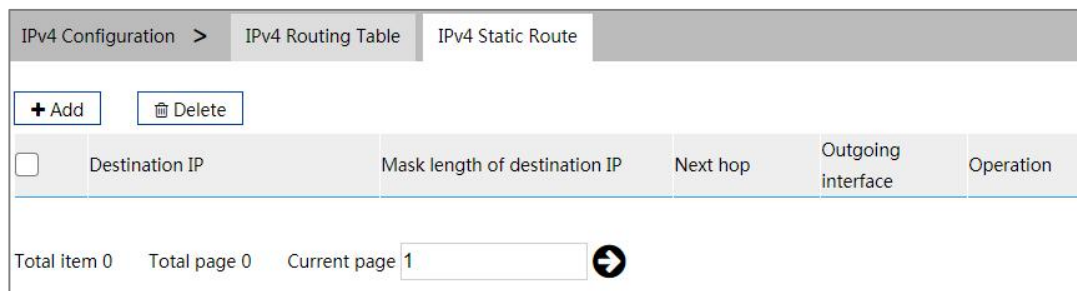 IPv4 Configuration > IPv4 Routing Table IPv4 Static Route
+ Add Delete
Destination IP Mask length of destination IP Next hop Outgoing interface Operation
Total item 0 Total page 0 Current page 1